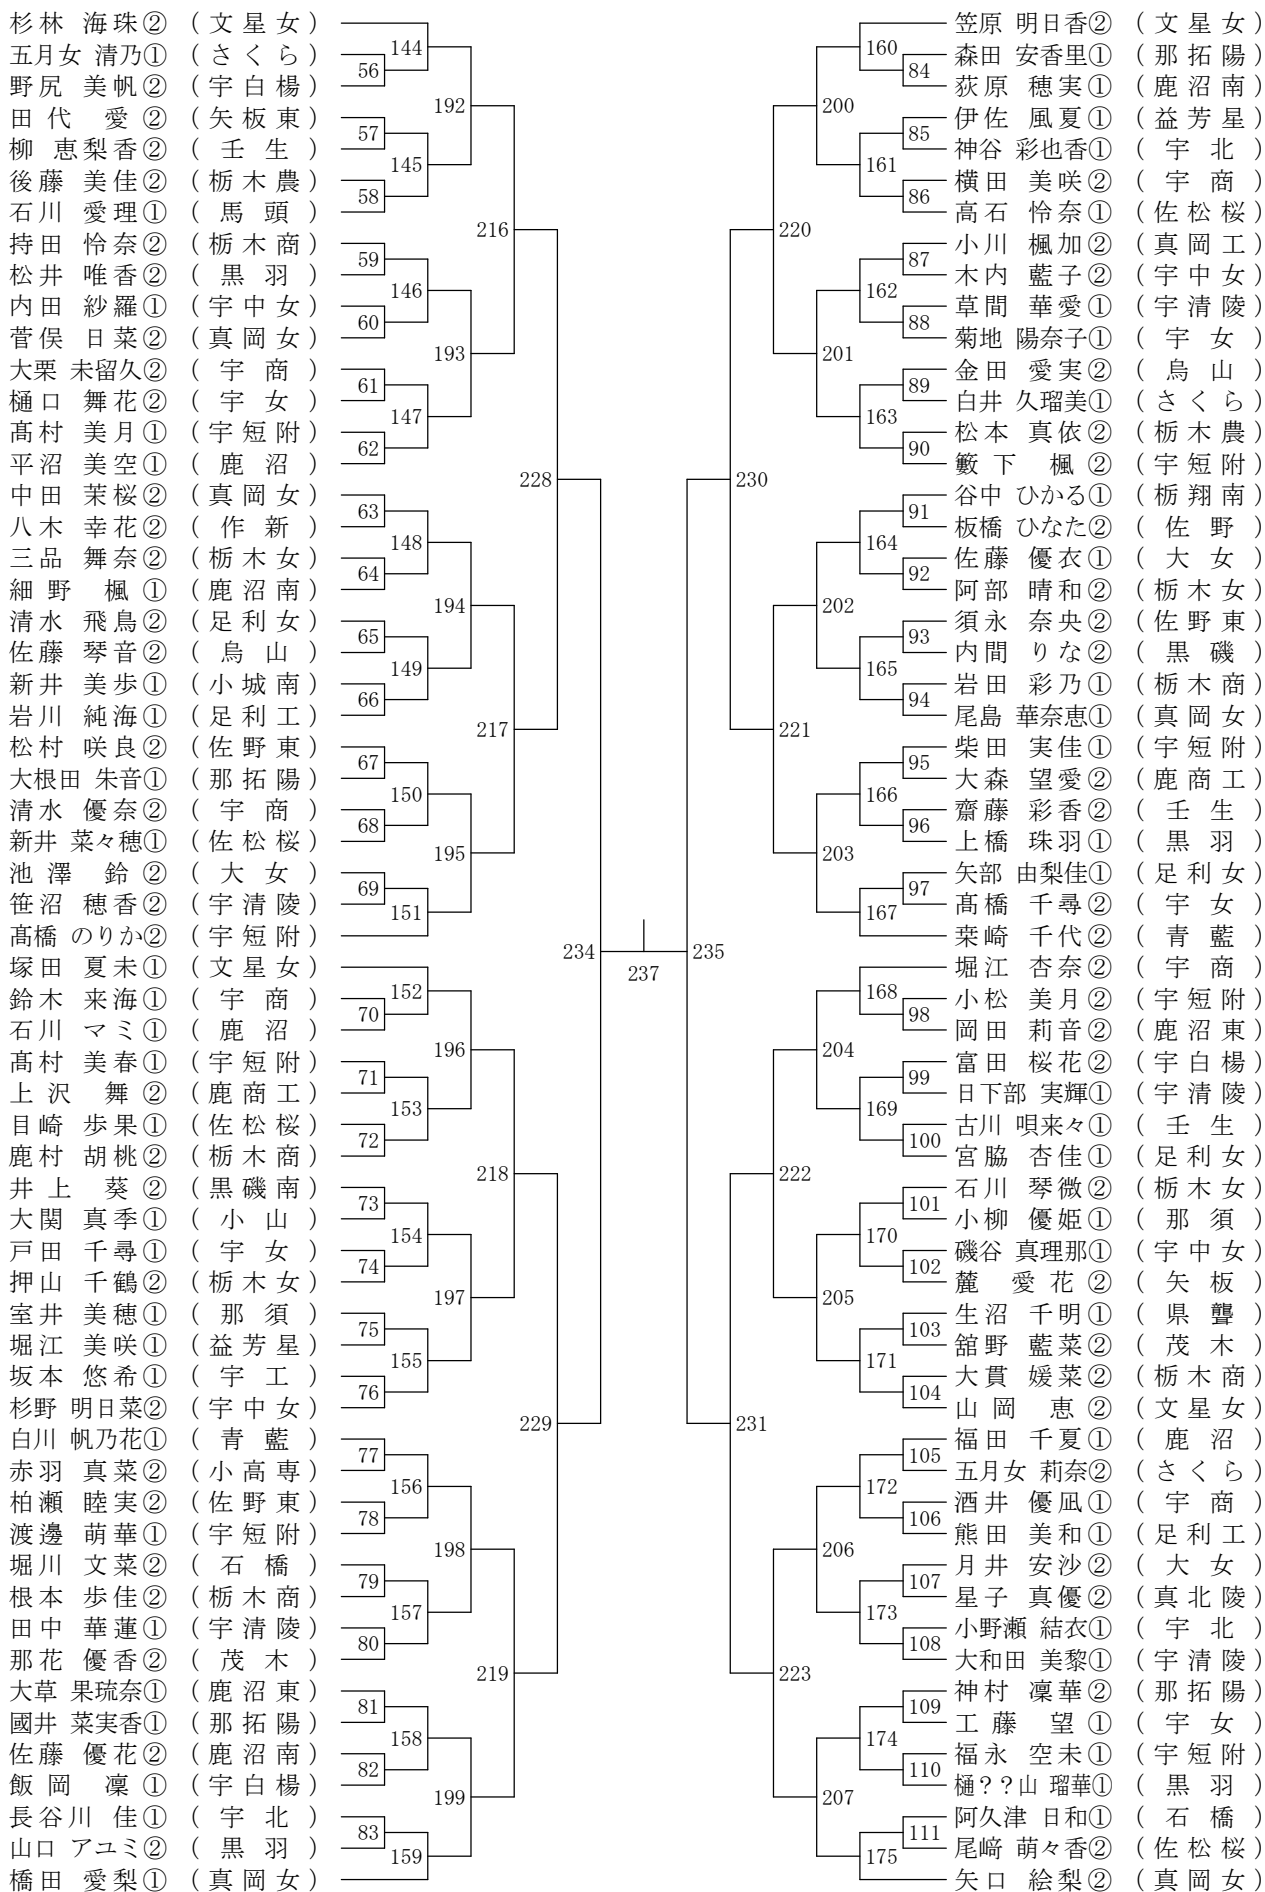 杉林 海珠② (文星女)
五月女 清乃① (さくら)
野尻 美帆② (宇白楊)
田代 愛② (矢板東)
柳 恵梨香② (壬生)
後藤 美佳② (栃木農)
石川 愛理① (馬頭)
持田 怜奈② (栃木商)
松井 唯香② (黒羽)
内田 紗羅① (宇中女)
菅俣 日菜② (真岡女)
大栗 未留久② (宇商)
樋口 舞花② (宇女)
髙村 美月① (宇短附)
平沼 美空① (鹿沼)
中田 茉桜② (真岡女)
八木 幸花② (作新)
三品 舞奈② (栃木女)
細野 楓① (鹿沼南)
清水 飛鳥② (足利女)
佐藤 琴音② (烏山)
新井 美歩① (小城南)
岩川 純海① (足利工)
松村 咲良② (佐野東)
大根田 朱音① (那拓陽)
清水 優奈② (宇商)
新井 菜々穂① (佐松桜)
池澤 鈴② (大女)
笹沼 穂香② (宇清陵)
髙橋 のりか② (宇短附)
塚田 夏未① (文星女)
鈴木 来海① (宇商)
石川 マミ① (鹿沼)
髙村 美春① (宇短附)
上沢 舞② (鹿商工)
目崎 歩果① (佐松桜)
鹿村 胡桃② (栃木商)
井上 葵② (黒磯南)
大関 真季① (小山)
戸田 千尋① (宇女)
押山 千鶴② (栃木女)
室井 美穂① (那須)
堀江 美咲① (益芳星)
坂本 悠希① (宇工)
杉野 明日菜② (宇中女)
白川 帆乃花① (青藍)
赤羽 真菜② (小高専)
柏瀬 睦実② (佐野東)
渡邊 萌華① (宇短附)
堀川 文菜② (石橋)
根本 歩佳② (栃木商)
田中 華蓮① (宇清陵)
那花 優香② (茂木)
大草 果琉奈① (鹿沼東)
國井 菜実香① (那拓陽)
佐藤 優花② (鹿沼南)
飯岡 凜① (宇白楊)
長谷川 佳① (宇北)
山口 アユミ② (黒羽)
橋田 愛梨① (真岡女)
56
57
58
59
60
61
62
63
64
65
66
67
68
69
70
71
72
73
74
75
76
77
78
79
80
81
82
83
144
145
146
147
148
149
150
151
152
153
154
155
156
157
158
159
192
193
194
195
196
197
198
199
216
217
218
219
228
229
234
237
235
230
231
220
221
222
223
200
201
202
203
204
205
206
207
160
161
162
163
164
165
166
167
168
169
170
171
172
173
174
175
84
85
86
87
88
89
90
91
92
93
94
95
96
97
98
99
100
101
102
103
104
105
106
107
108
109
110
111
笠原 明日香② (文星女)
森田 安香里① (那拓陽)
荻原 穂実① (鹿沼南)
伊佐 風夏① (益芳星)
神谷 彩也香① (宇北)
横田 美咲② (宇商)
高石 怜奈① (佐松桜)
小川 楓加② (真岡工)
木内 藍子② (宇中女)
草間 華愛① (宇清陵)
菊地 陽奈子① (宇女)
金田 愛実② (烏山)
白井 久瑠美① (さくら)
松本 真依② (栃木農)
籔下 楓② (宇短附)
谷中 ひかる① (栃翔南)
板橋 ひなた② (佐野)
佐藤 優衣① (大女)
阿部 晴和② (栃木女)
須永 奈央② (佐野東)
内間 りな② (黒磯)
岩田 彩乃① (栃木商)
尾島 華奈恵① (真岡女)
柴田 実佳① (宇短附)
大森 望愛② (鹿商工)
齋藤 彩香② (壬生)
上橋 珠羽① (黒羽)
矢部 由梨佳① (足利女)
髙橋 千尋② (宇女)
桒崎 千代② (青藍)
堀江 杏奈② (宇商)
小松 美月② (宇短附)
岡田 莉音② (鹿沼東)
富田 桜花② (宇白楊)
日下部 実輝① (宇清陵)
古川 唄来々① (壬生)
宮脇 杏佳① (足利女)
石川 琴微② (栃木女)
小柳 優姫① (那須)
磯谷 真理那① (宇中女)
麓 愛花② (矢板)
生沼 千明① (県聾)
舘野 藍菜② (茂木)
大貫 媛菜② (栃木商)
山岡 恵② (文星女)
福田 千夏① (鹿沼)
五月女 莉奈② (さくら)
酒井 優凪① (宇商)
熊田 美和① (足利工)
月井 安沙② (大女)
星子 真優② (真北陵)
小野瀬 結衣① (宇北)
大和田 美黎① (宇清陵)
神村 凜華② (那拓陽)
工藤 望① (宇女)
福永 空未① (宇短附)
樋??山 瑠華① (黒羽)
阿久津 日和① (石橋)
尾﨑 萌々香② (佐松桜)
矢口 絵梨② (真岡女)